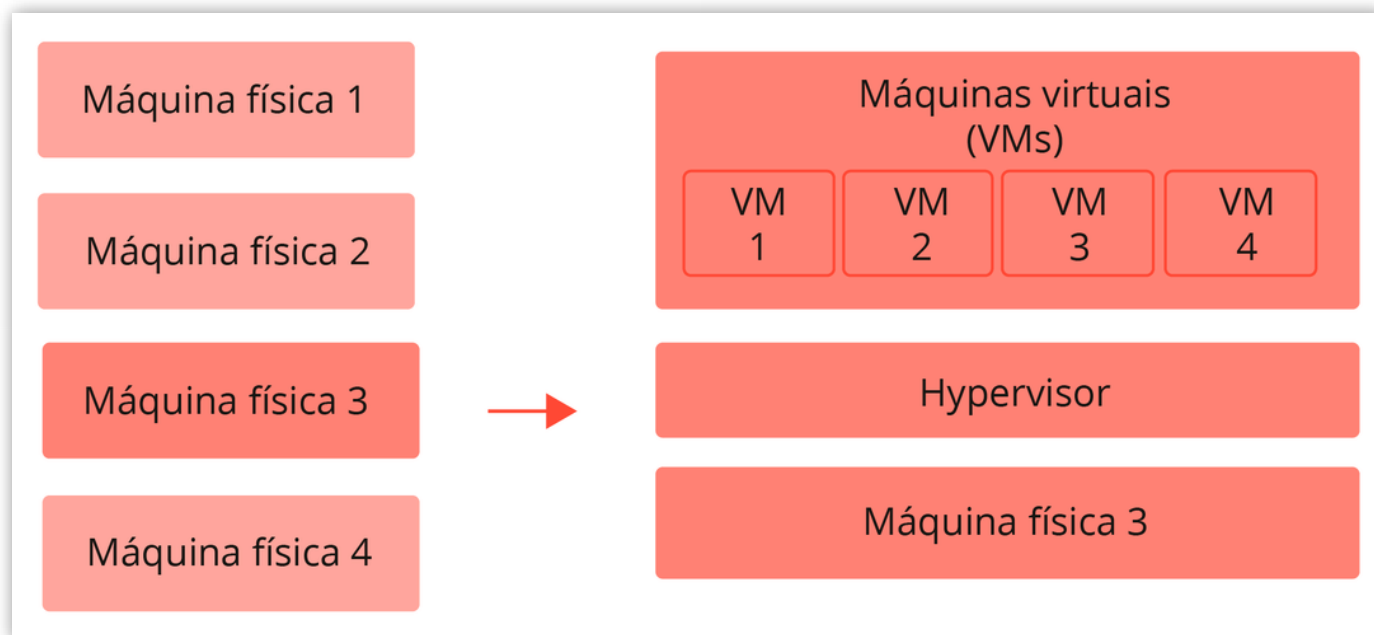 Máquina física 1
Máquina física 2
Máquina física 3
Máquina física 4
Máquinas virtuais
(VMs)
VM
1
VM
2
VM
3
VM
4
Hypervisor
Máquina física 3